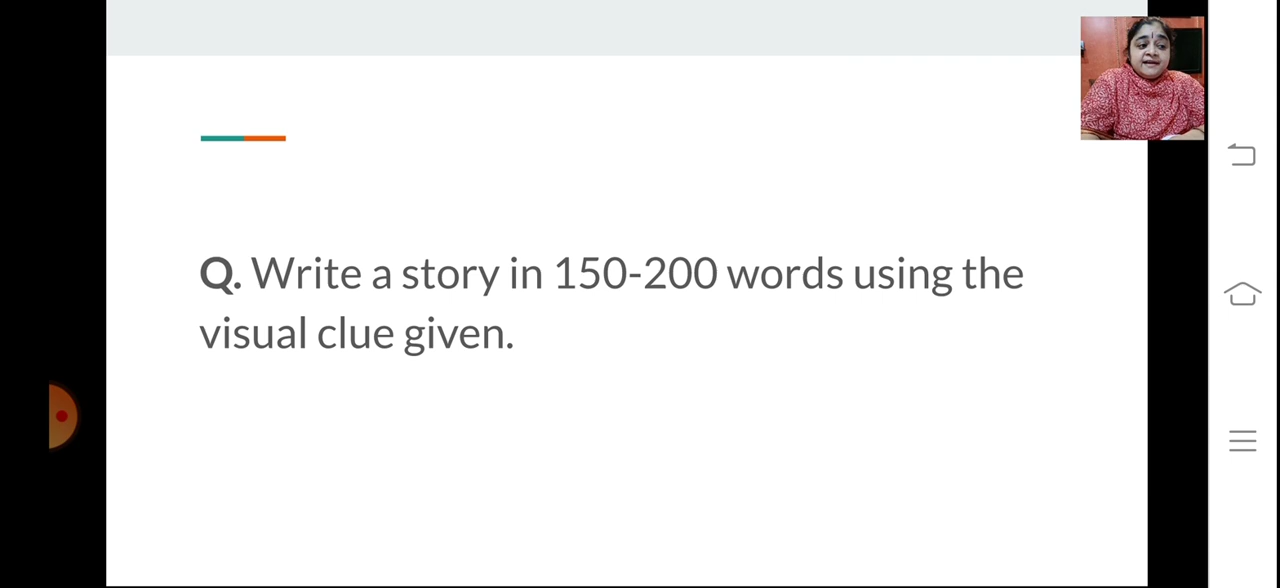 Q. Write a story in 150-200 words using the
visual clue given.